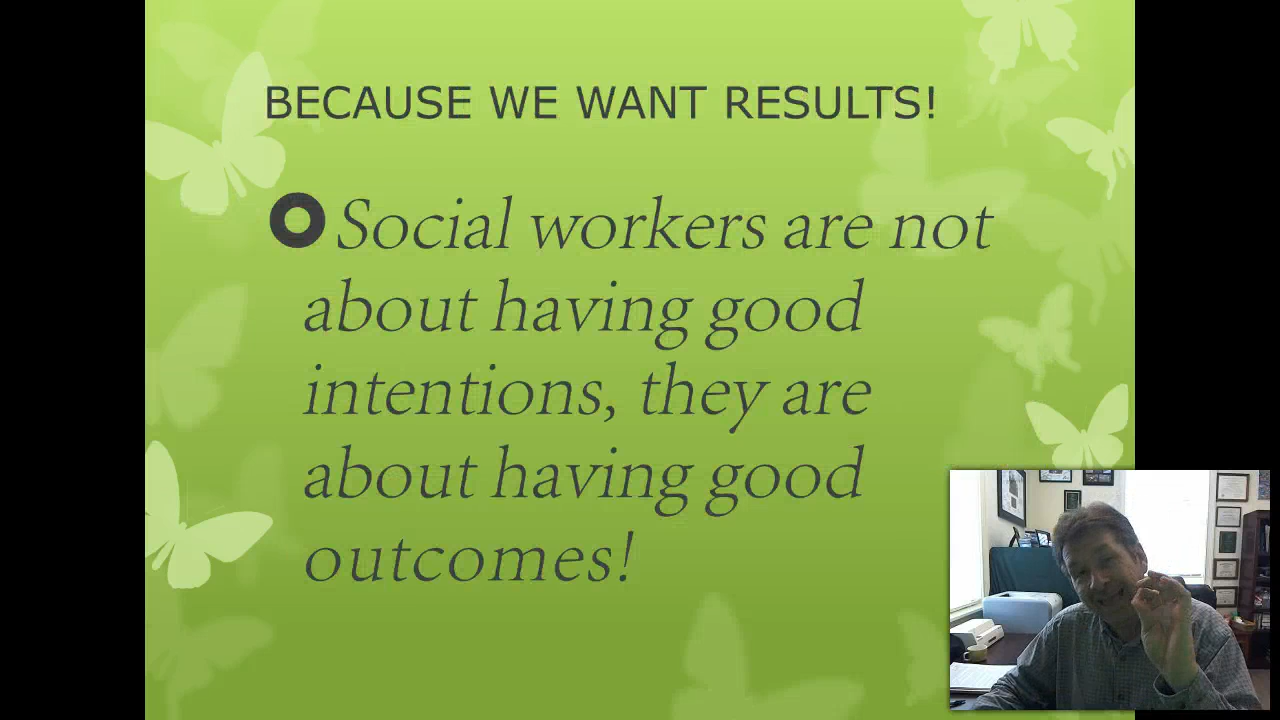 BECAUSE WE WANT RESULTS!
Social workers are not
about having good
intentions, they are
about having good
outcomes!